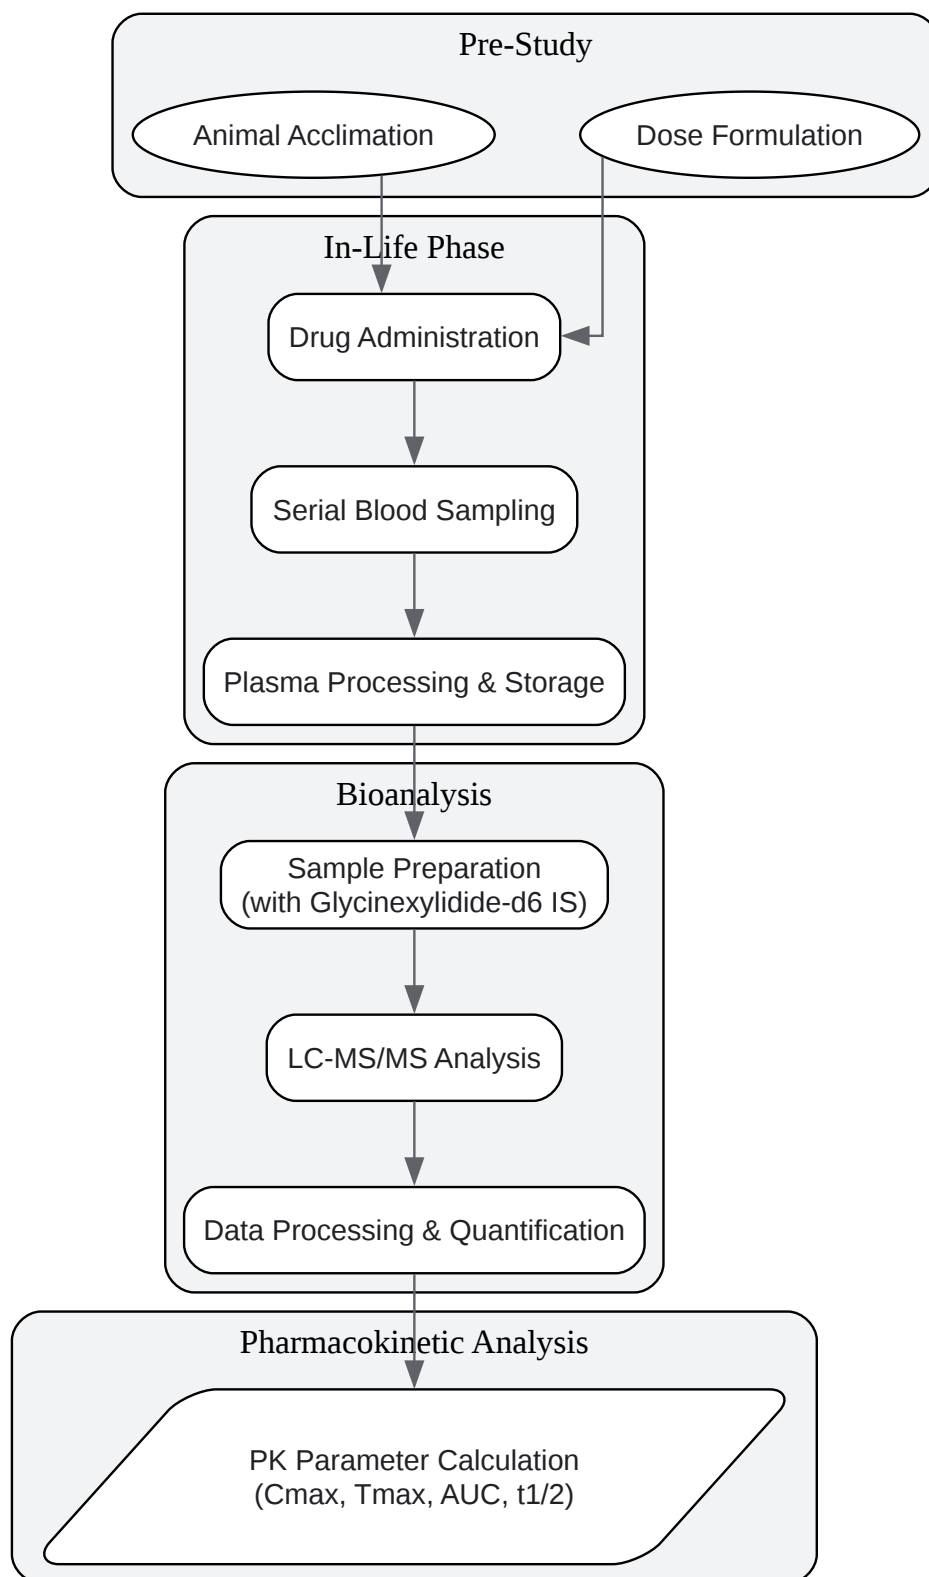 Pre-Study
Animal Acclimation
Dose Formulation
In-Life Phase
Drug Administration
Serial Blood Sampling
Plasma Processing & Storage
Bioanalysis
Sample Preparation
(with Glycinexylidide-d6 IS)
LC-MS/MS Analysis
Data Processing & Quantification
Pharmacokinetic Analysis
PK Parameter Calculation
(Cmax, Tmax, AUC, t1/2)